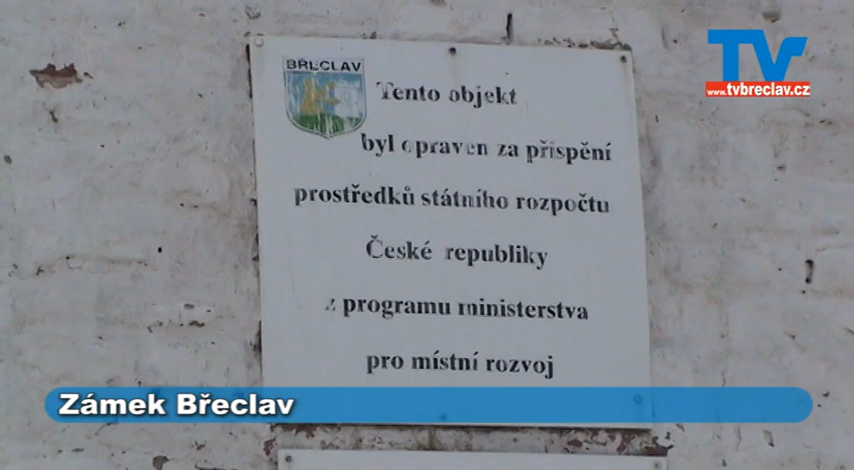 TV
www.tvbreclav.cz
BŘECLAV
Tento objekt
byl opraven za přispění
prostředků státního rozpočtu
České republiky
z programu ministerstva
pro místní rozvoj
Zámek Břeclav